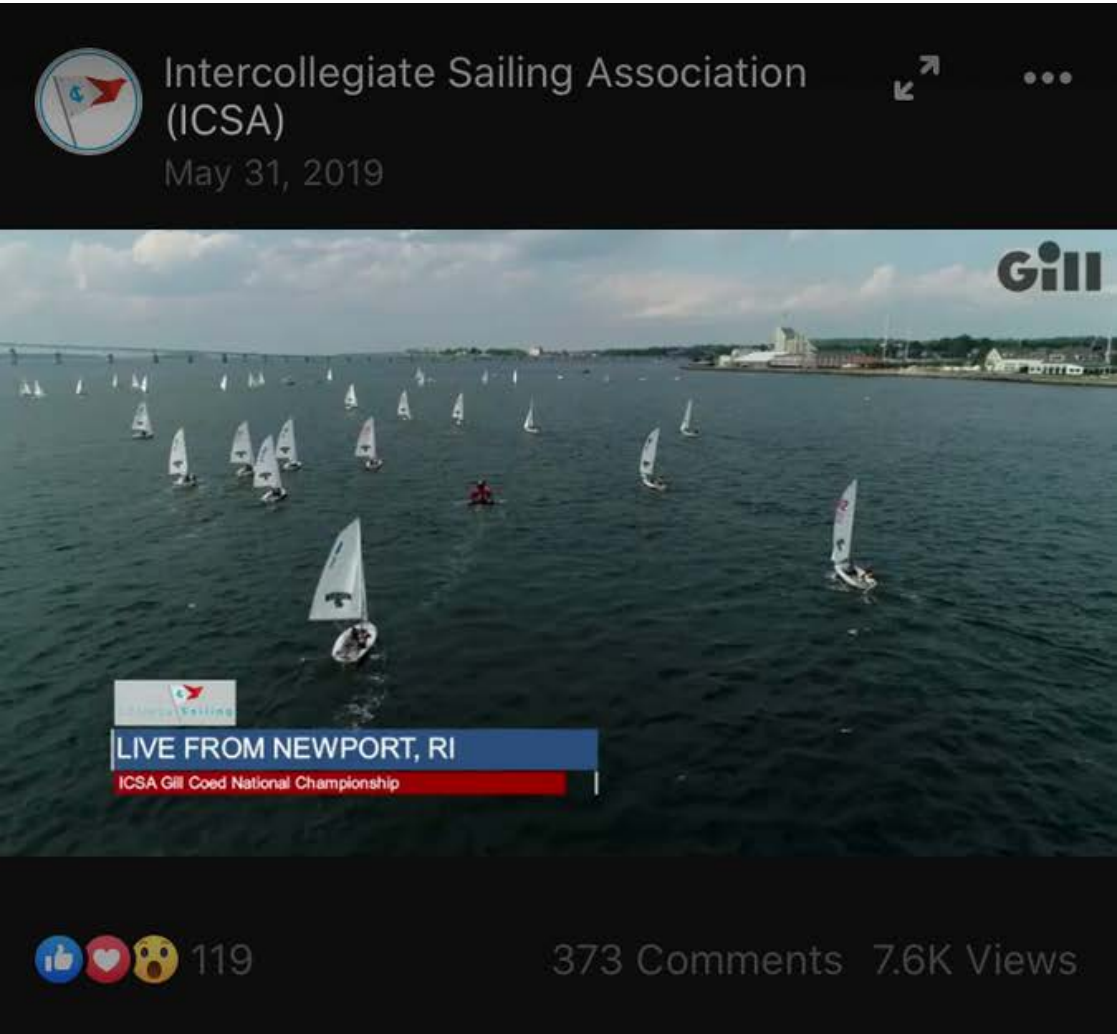 Intercollegiate Sailing Association
(ICSA)
May 31, 2019
Gill
Sailing
LIVE FROM NEWPORT, RI
ICSA Gill Coed National Championship
119
373 Comments 7.6K Views